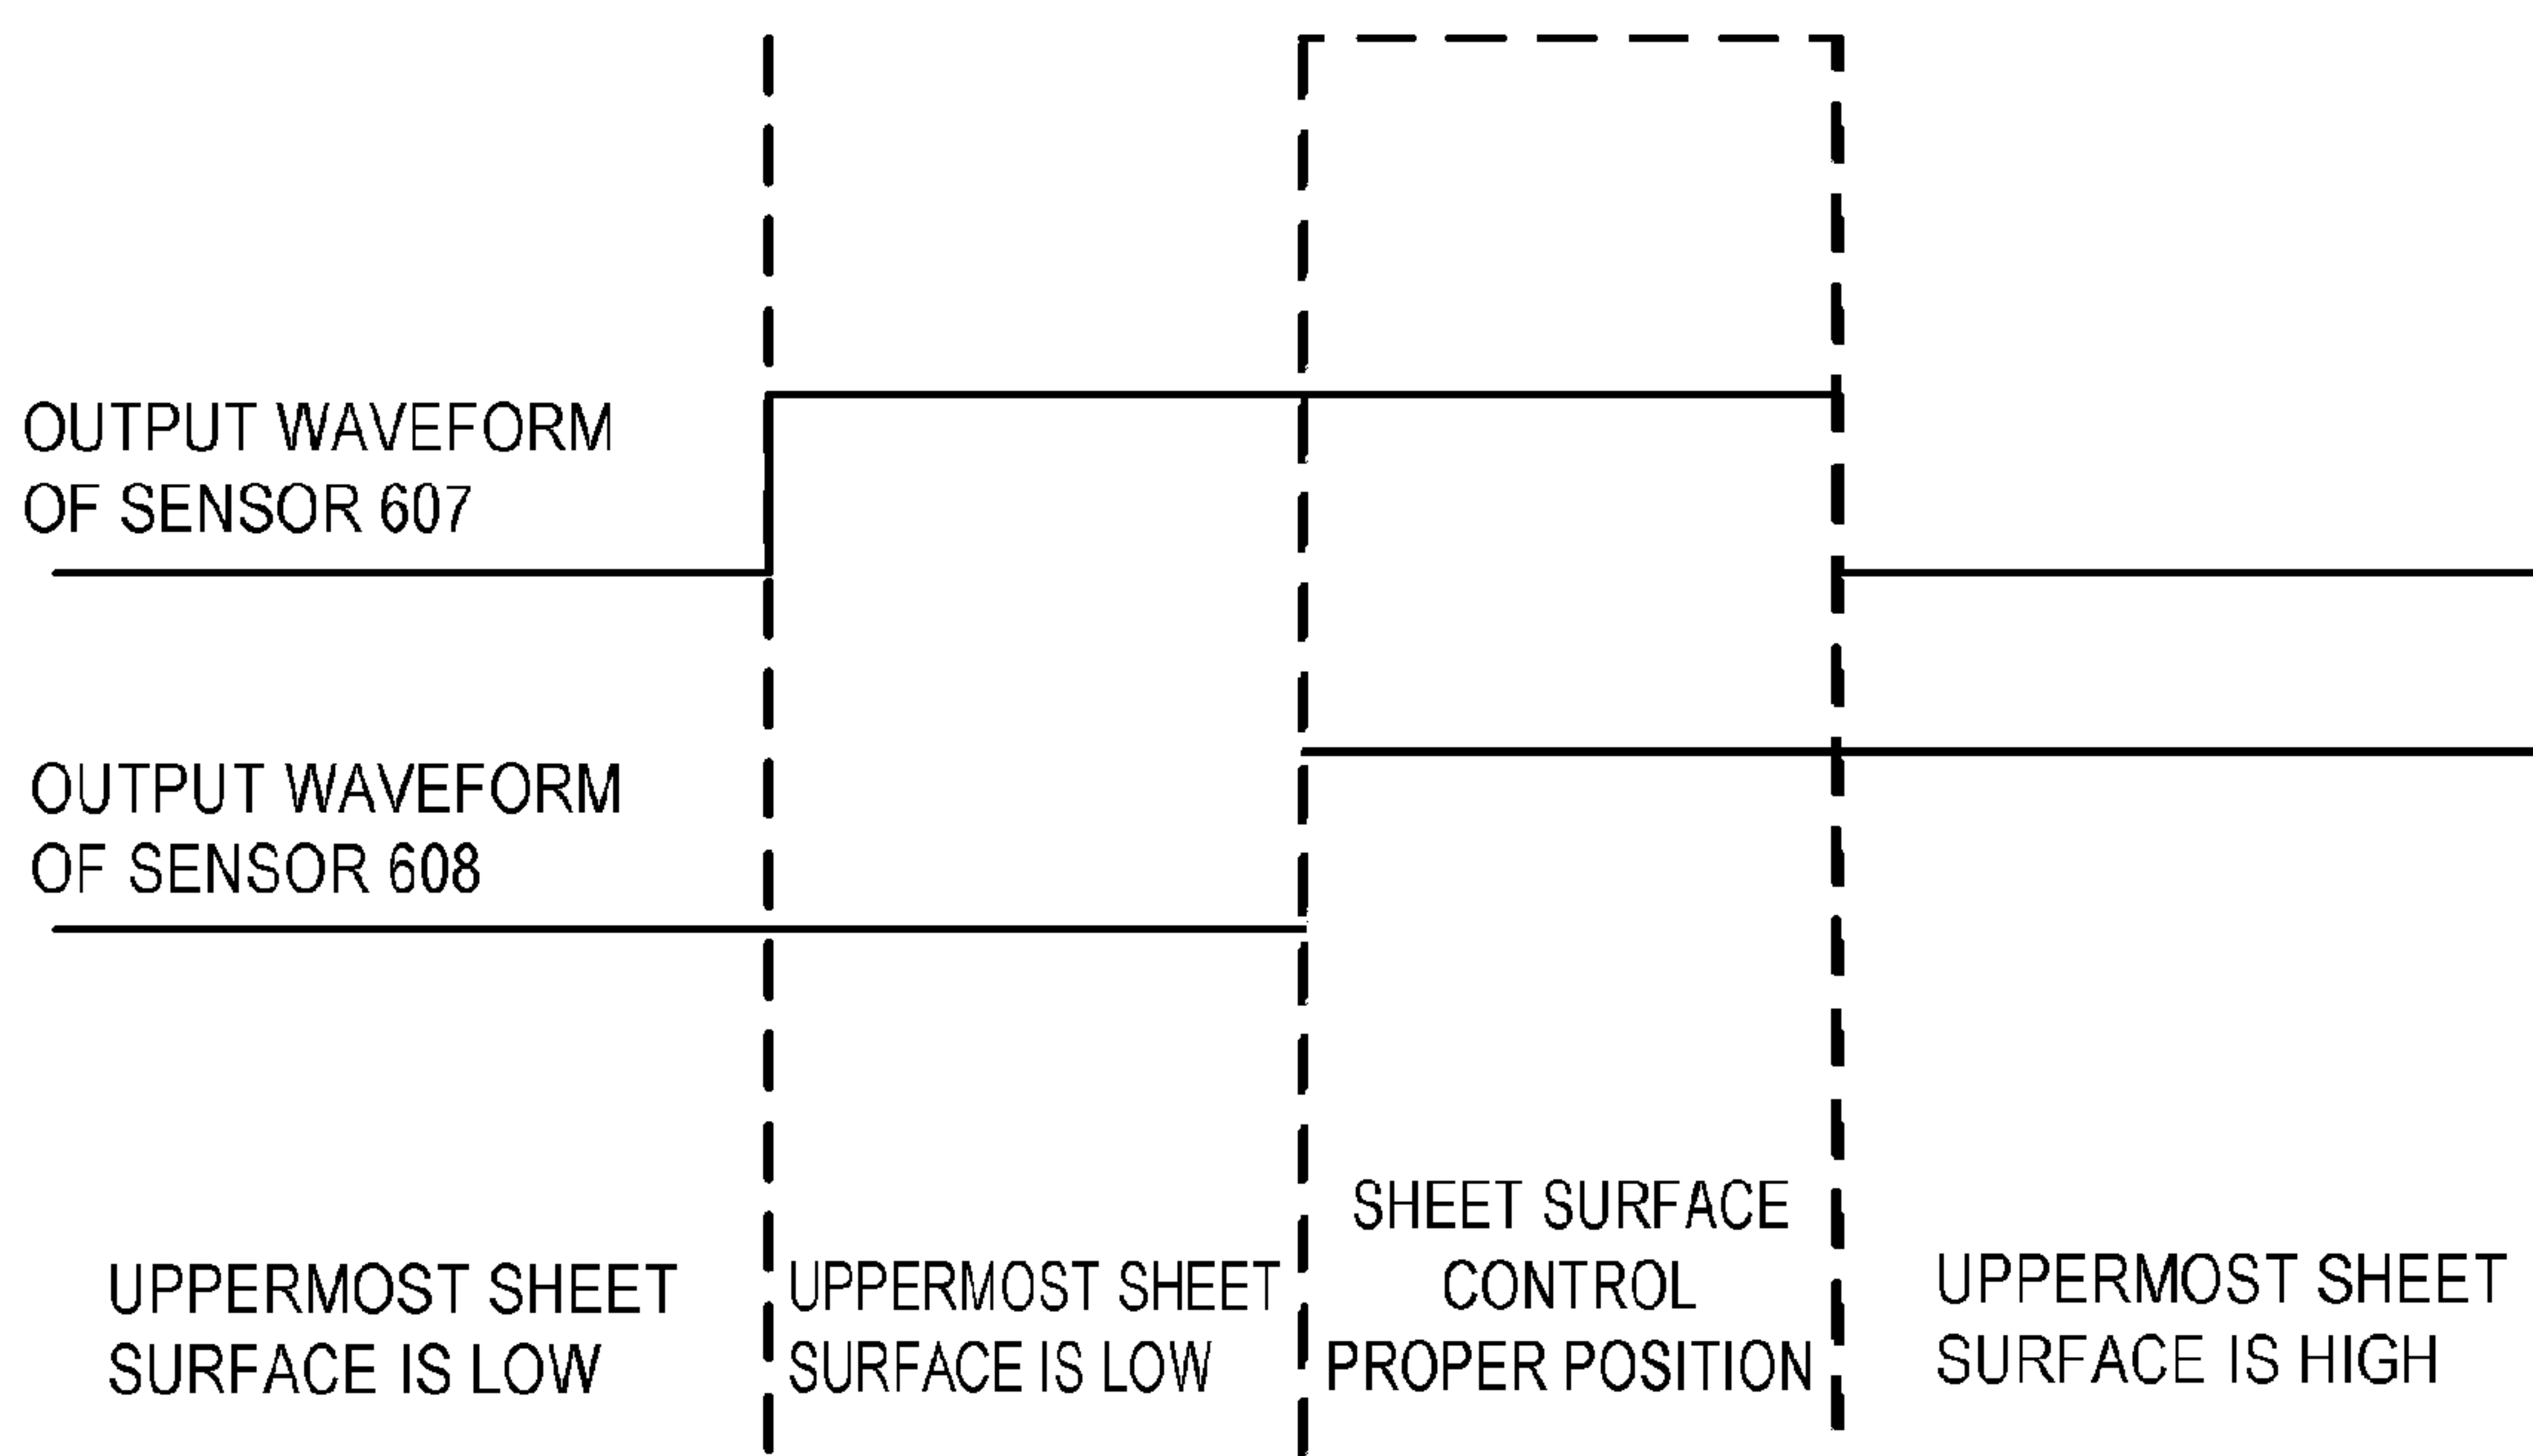 OUTPUT WAVEFORM
OF SENSOR 607
OUTPUT WAVEFORM
OF SENSOR 608
UPPERMOST SHEET
SURFACE IS LOW
UPPERMOST SHEET
SURFACE IS LOW
SHEET SURFACE
CONTROL
PROPER POSITION
UPPERMOST SHEET
SURFACE IS HIGH